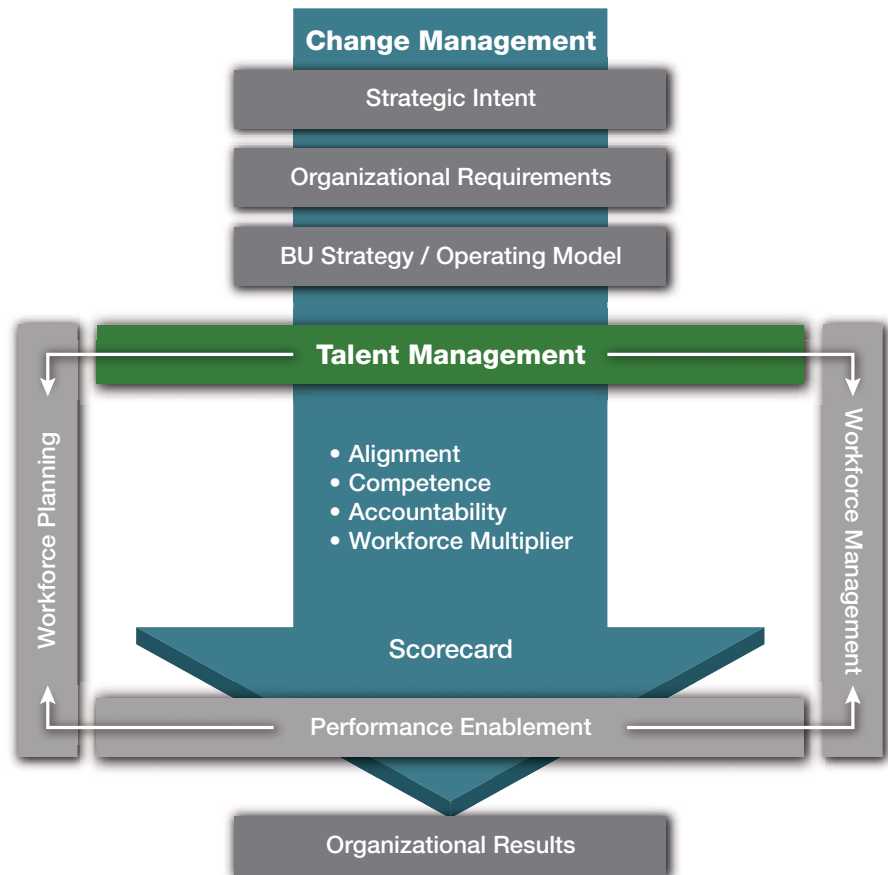 Change Management
Strategic Intent
Organizational Requirements
BU Strategy / Operating Model
Talent Management
Workforce Planning
• Alignment
• Competence
• Accountability
• Workforce Multiplier
Workforce Management
Scorecard
Performance Enablement
Organizational Results